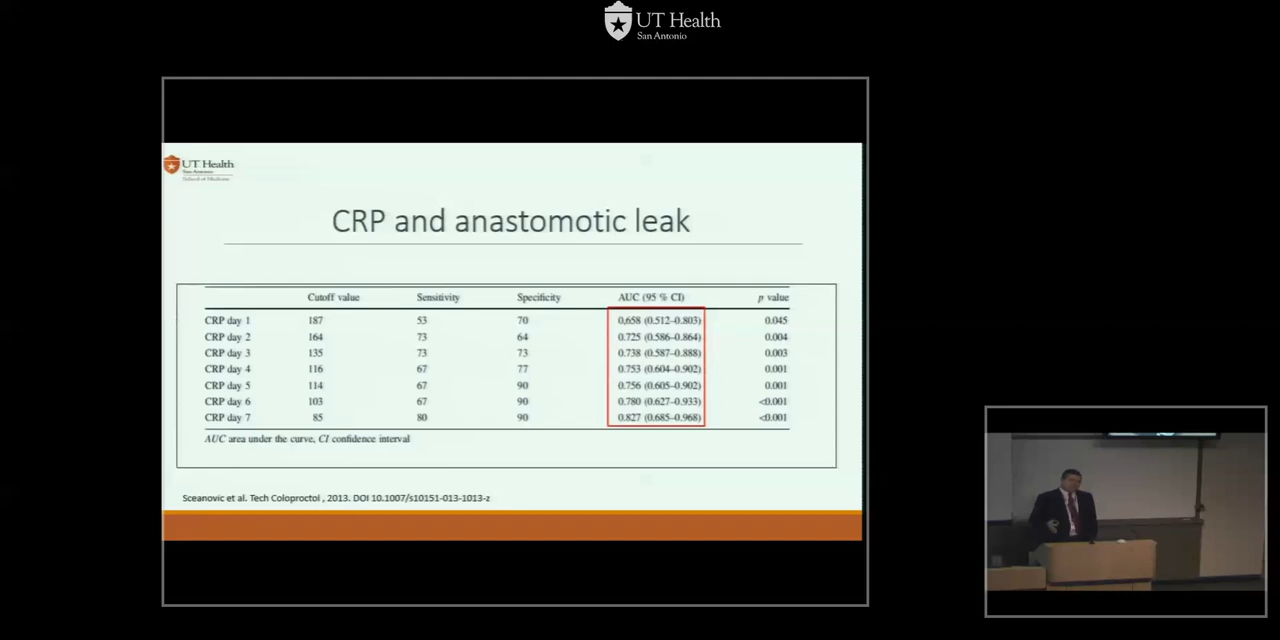 UT Health
San Antonio
UT Health
San Antonio
School of Medicine
CRP and anastomotic leak
Cutoff value Sensitivity Specificity AUC (95 % CI) p value
CRP day 1 187 53 70 0.658 (0.512–0.803) 0.045
CRP day 2 164 73 64 0.725 (0.586–0.864) 0.004
CRP day 3 135 73 73 0.738 (0.587–0.888) 0.003
CRP day 4 116 67 77 0.753 (0.604–0.902) 0.001
CRP day 5 114 67 90 0.756 (0.605–0.902) 0.001
CRP day 6 103 67 90 0.780 (0.627–0.933) <0.001
CRP day 7 85 80 90 0.827 (0.685–0.968) <0.001
AUC area under the curve, CI confidence interval
Sceanovic et al. Tech Coloproctol , 2013. DOI 10.1007/s10151-013-1013-z